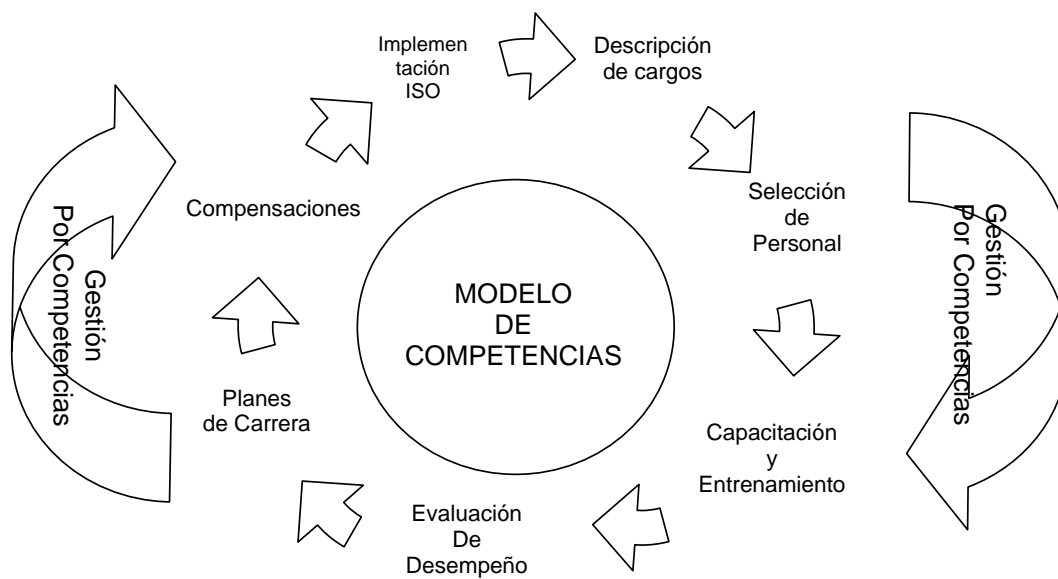 Implemen
tación
ISO
Descripción
de cargos
Selección
de
Personal
Capacitación
y
Entrenamiento
Evaluación
De
Desempeño
Planes
de Carrera
Compensaciones
MODELO
DE
COMPETENCIAS
Gestión
Por Competencias
Gestión
Por Competencias